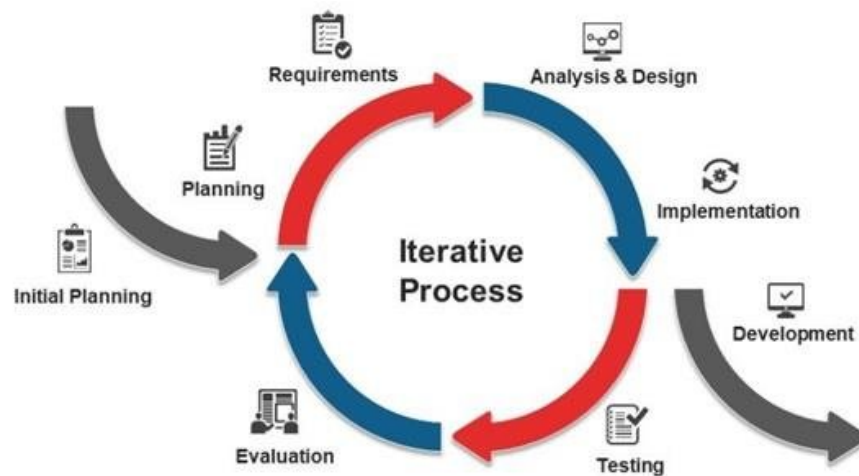 Requirements
Analysis & Design
Planning
Implementation
Iterative
Process
Initial Planning
Development
Evaluation
Testing